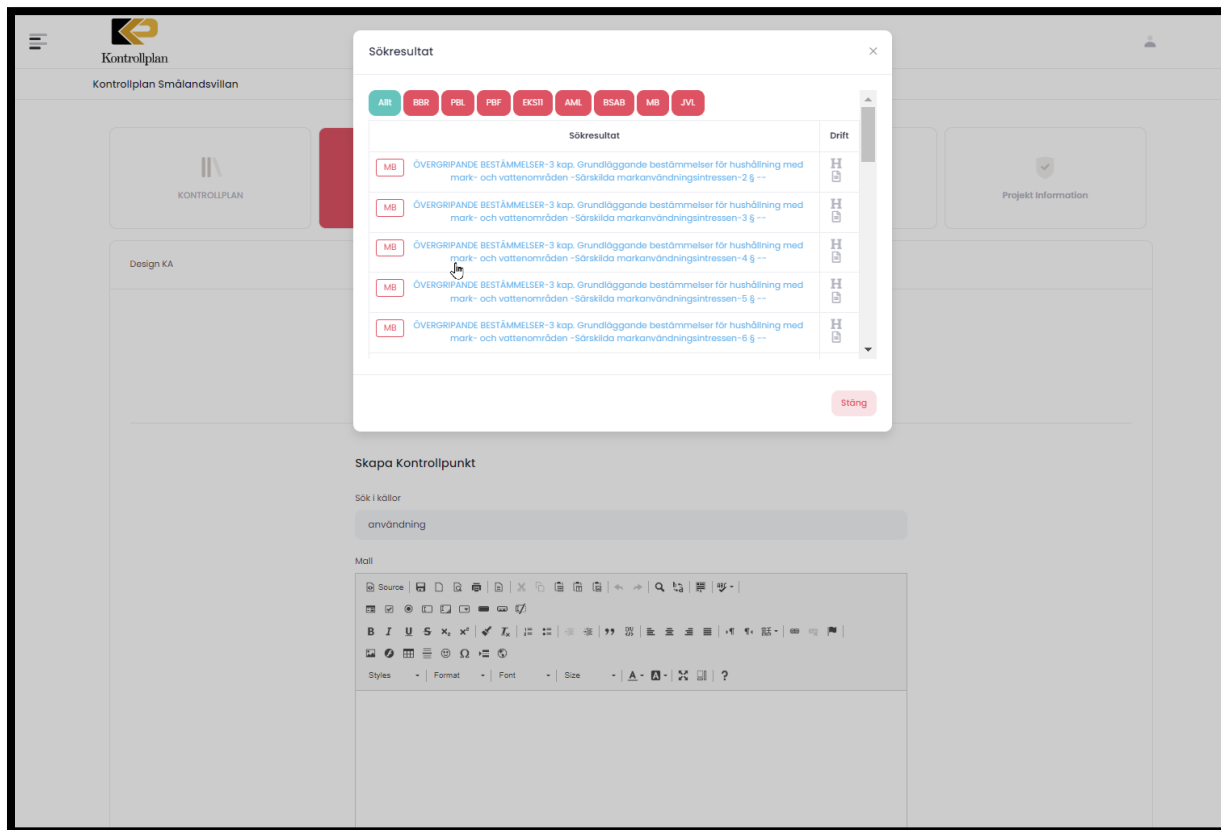 Kontrollplan
Kontrollplan Smålandsvillan
Sökresultat
Allt BBR PBL PBF EKS11 AML BSAB MB JVL
Sökresultat Drift
MB ÖVERGRIPANDE BESTÄMMELSER-3 kap. Grundläggande bestämmelser för hushållning med
mark- och vattenområden -Särskilda markanvändningsintressen-2 § --
MB ÖVERGRIPANDE BESTÄMMELSER-3 kap. Grundläggande bestämmelser för hushållning med
mark- och vattenområden -Särskilda markanvändningsintressen-3 § --
MB ÖVERGRIPANDE BESTÄMMELSER-3 kap. Grundläggande bestämmelser för hushållning med
mark- och vattenområden -Särskilda markanvändningsintressen-4 § --
MB ÖVERGRIPANDE BESTÄMMELSER-3 kap. Grundläggande bestämmelser för hushållning med
mark- och vattenområden -Särskilda markanvändningsintressen-5 § --
MB ÖVERGRIPANDE BESTÄMMELSER-3 kap. Grundläggande bestämmelser för hushållning med
mark- och vattenområden -Särskilda markanvändningsintressen-6 § --
Stäng
KONTROLLPLAN
Projekt Information
Design KA
Skapa Kontrollpunkt
Sök i källor
användning
Mall
Source
Styles Format Font Size